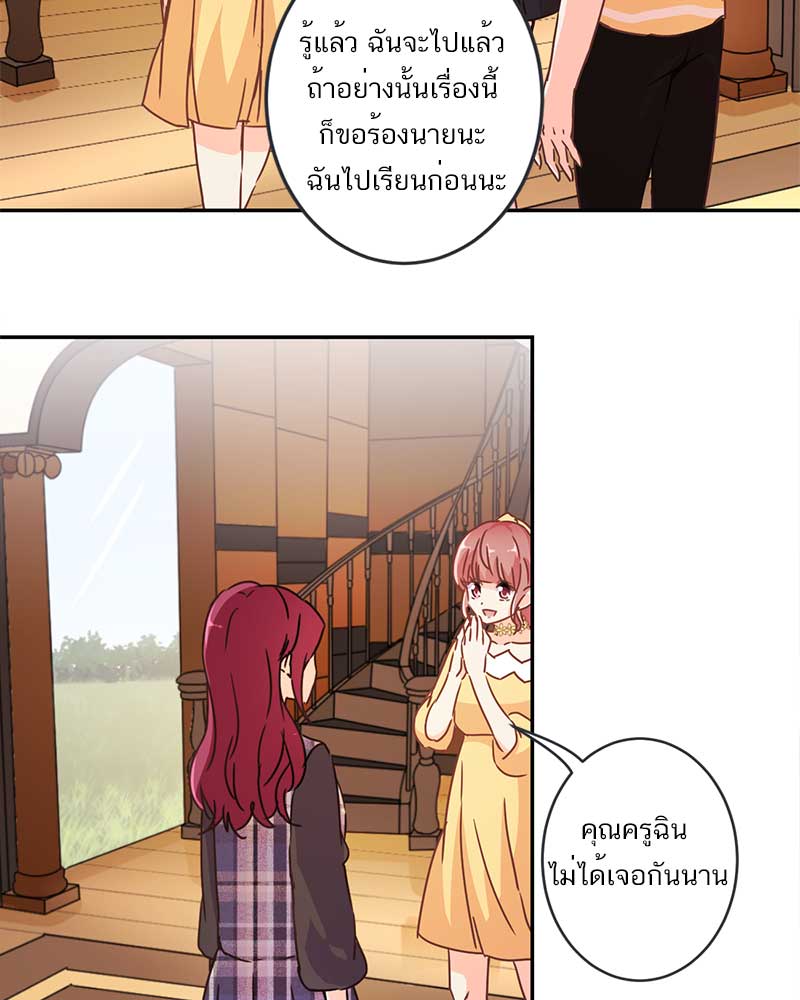 รู้แล้ว ฉันจะไปแล้ว
ถ้าอย่างนั้นเรื่องนี้
ก็ขอร้องนายนะ
ฉันไปเรียนก่อนนะ
คุณครูฉิน
ไม่ได้เจอกันนาน